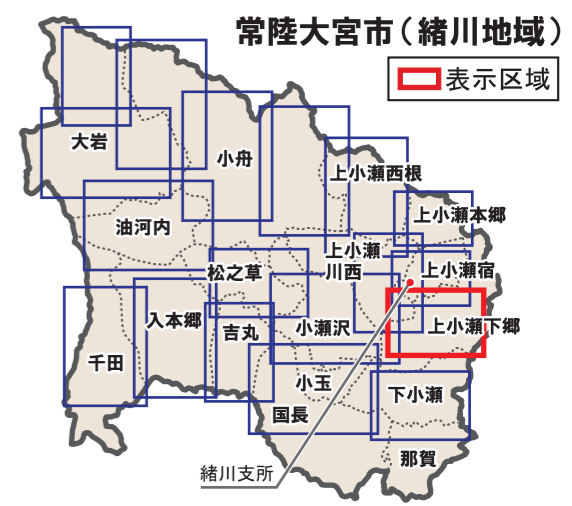 常陸大宮市（緒川地域）
表示区域
大岩
小舟
上小瀬西根
上小瀬本郷
油河内
松之草
上小瀬
川西
上小瀬宿
入本郷
吉丸
小瀬沢
上小瀬下郷
千田
小玉
下小瀬
国長
那賀
緒川支所